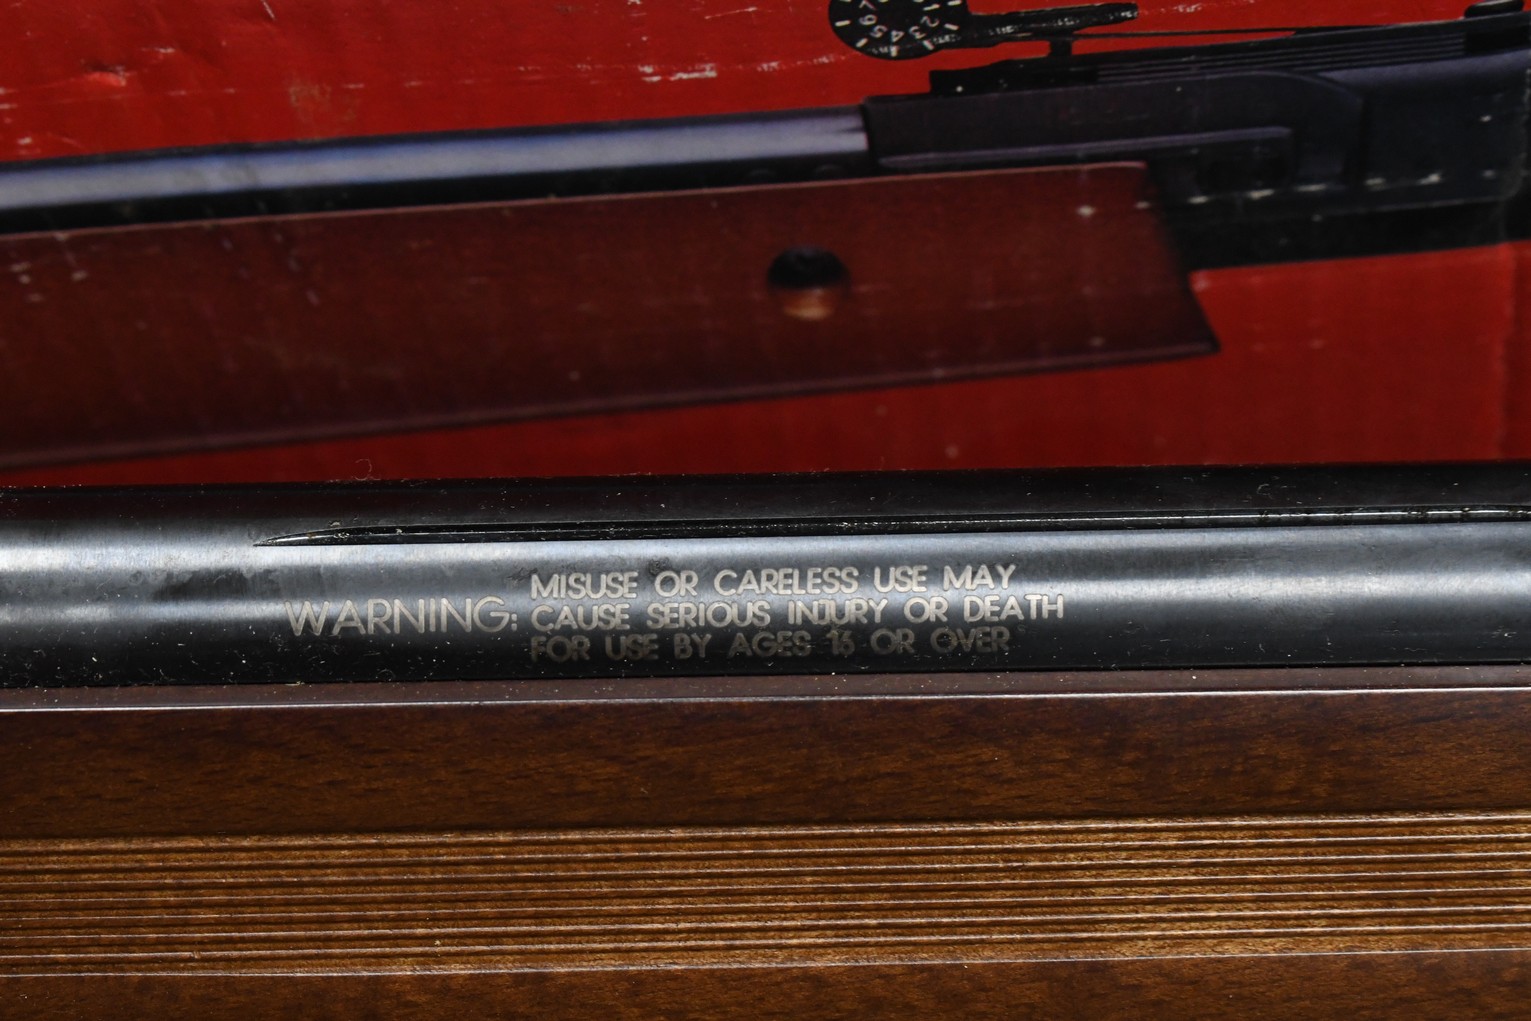 MISUSE OR CARELESS USE MAY
WARNING: CAUSE SERIOUS INJURY OR DEATH
FOR USE BY AGES 16 OR OVER